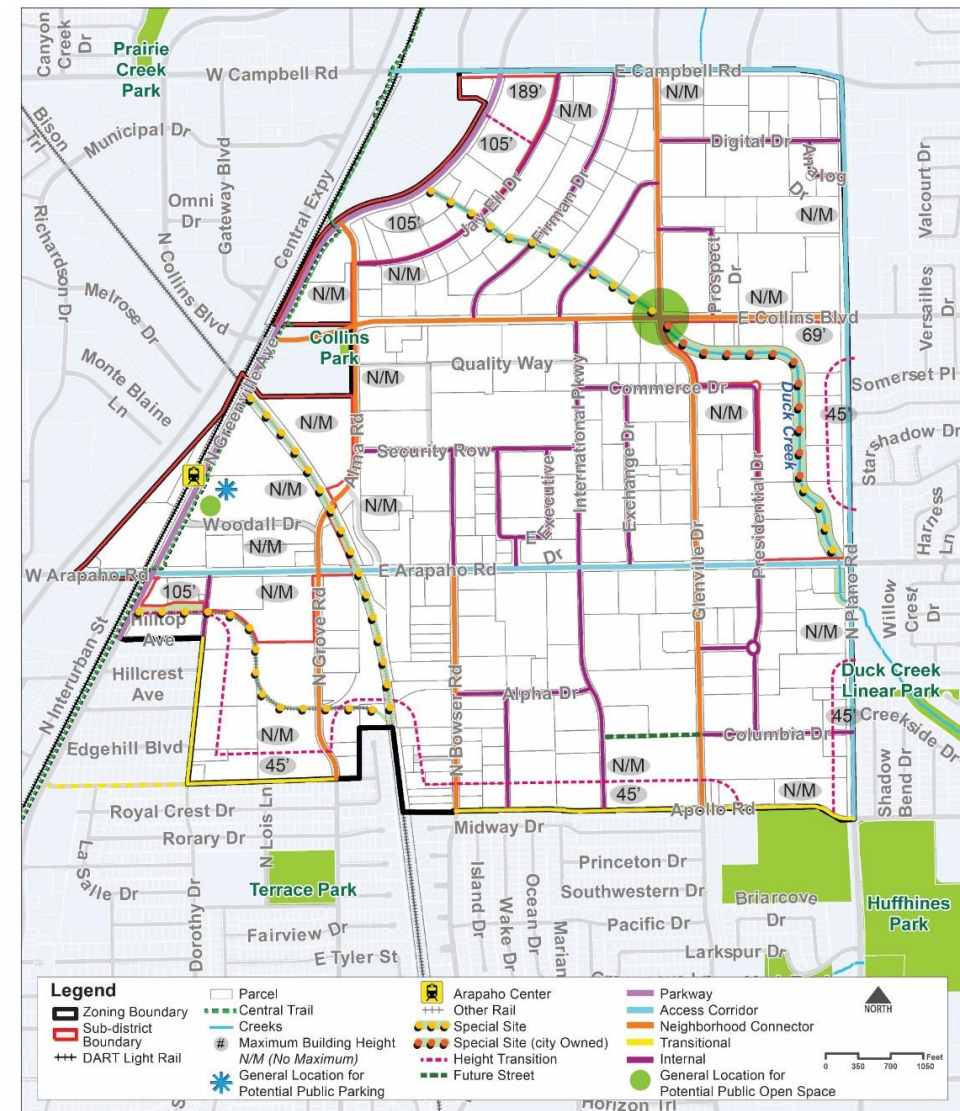 Canyon
Creek
Dr
Prairie
Creek
Park
W Campbell Rd
E Campbell Rd
189'
N/M
N/M
Bison
Trl
Municipal Dr
Central Expy
105'
Digital Dr
Analog
Dr
Omni
Dr
Gateway Blvd
N Collins Blvd
Jay Ell Dr
Firman Dr
N/M
Valcourt Dr
Richardson Dr
105'
N/M
Prospect
Dr
Melrose Dr
N/M
N/M
E Collins Blvd
Versailles
Dr
Collins
Park
69'
Monte Blaine
Ln
N Greenville Ave
N/M
Quality Way
International Pkwy
Commerce Dr
Somerset Pl
Duck Creek
45'
N/M
N/M
Starshadow Dr
Alma Rd
Security Row
Executive
Dr
Exchange Dr
Presidential Dr
N/M
N/M
Woodall Dr
N/M
Harness
Ln
W Arapaho Rd
E Arapaho Rd
Glenville Dr
N Plano Rd
105'
N/M
Hilltop
Ave
N Grove Rd
Willow
Crest
Dr
N Interurban St
Hillcrest
Ave
N/M
N Bowser Rd
Alpha Dr
Duck Creek
Linear Park
45'
Creekside Dr
Edgehill Blvd
N/M
Columbia Dr
45'
N/M
45'
N/M
Shadow
Bend Dr
Royal Crest Dr
Apollo Rd
N Lois Ln
Midway Dr
Rorary Dr
La Salle Dr
Terrace Park
Dorothy Dr
Island Dr
Wake Dr
Ocean Dr
Marian
Princeton Dr
Southwestern Dr
Briarcove
Dr
Huffhines
Park
Fairview Dr
Pacific Dr
E Tyler St
Larkspur Dr
Legend
Zoning Boundary
Sub-district
Boundary
DART Light Rail
Parcel
Central Trail
Creeks
# Maximum Building Height
N/M (No Maximum)
General Location for
Potential Public Parking
Arapaho Center
Other Rail
Special Site
Special Site (city Owned)
Height Transition
Future Street
Parkway
Access Corridor
Neighborhood Connector
Transitional
Internal
General Location for
Potential Public Open Space
NORTH
Feet
0 350 700 1050
Horizon Trl